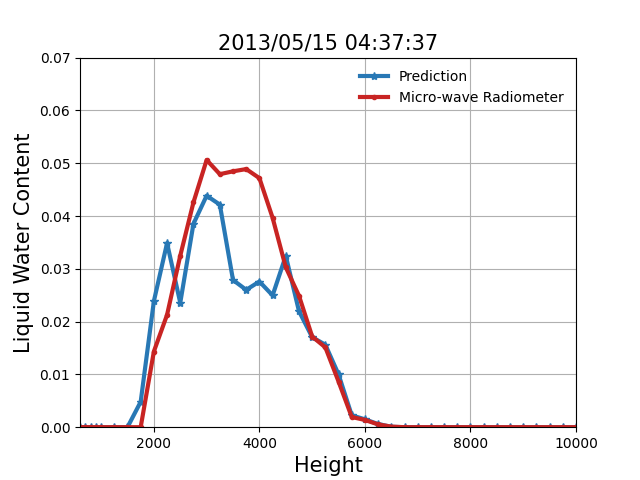 2013/05/15 04:37:37
0.07
0.06
0.05
0.04
0.03
0.02
0.01
0.00
Liquid Water Content
Prediction
Micro-wave Radiometer
2000 4000 6000 8000 10000
Height